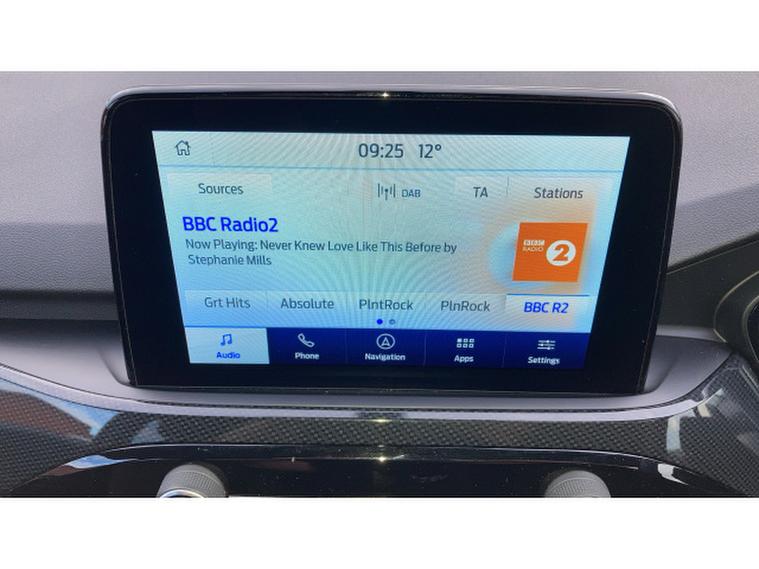 09:25 12°
Sources DAB TA Stations
BBC Radio2
Now Playing: Never Knew Love Like This Before by
Stephanie Mills
BBC
RADIO 2
Grt Hits Absolute PlntRock PlnRock BBC R2
Audio Phone Navigation Apps Settings